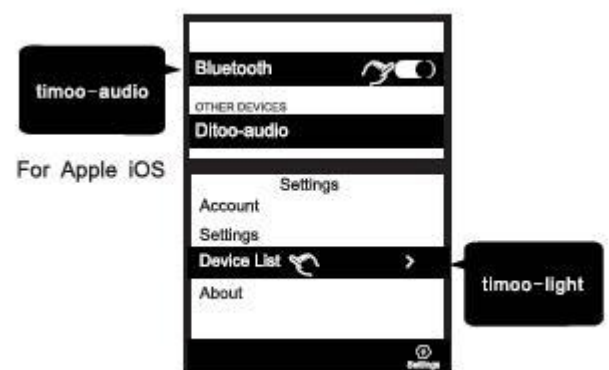 timoo-audio
For Apple iOS
Bluetooth
OTHER DEVICES
Ditoo-audio
Settings
Account
Settings
Device List >
About
timoo-light
Settings